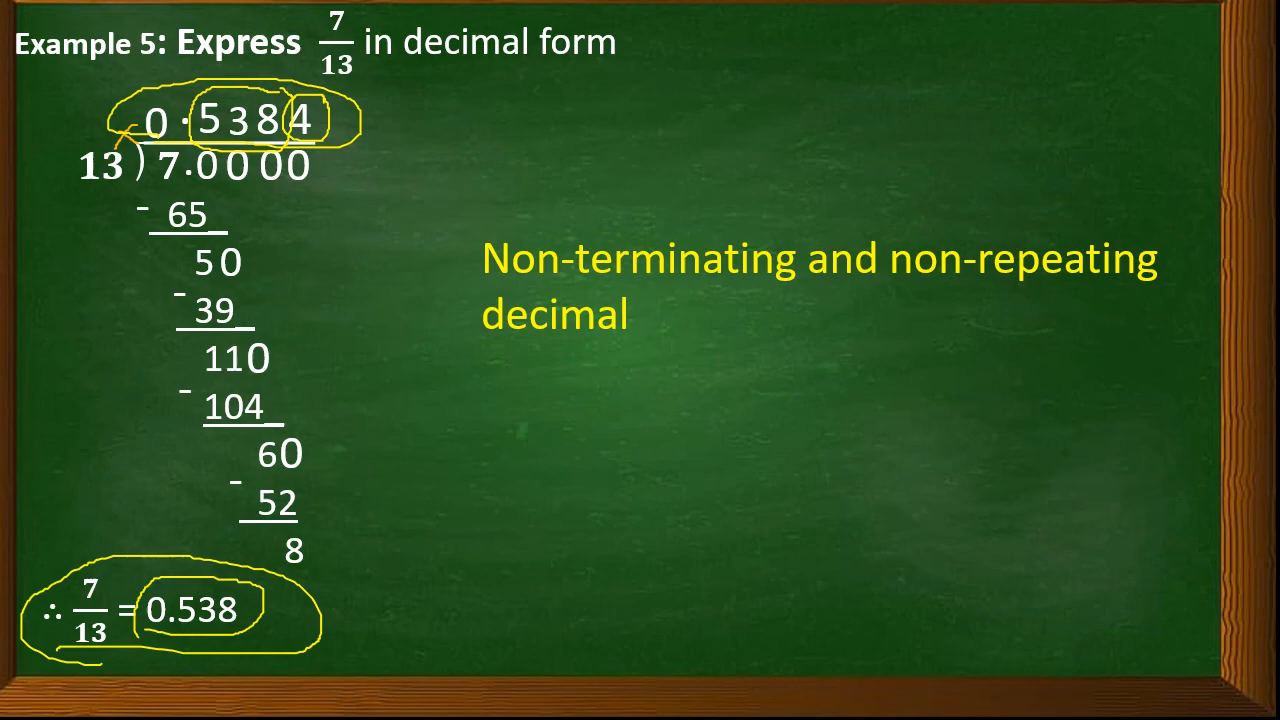 Example 5: Express 7/13 in decimal form
0.5384
13)7.0000
- 65
50
- 39
110
- 104
60
- 52
8
∴ 7/13 = 0.538
Non-terminating and non-repeating
decimal